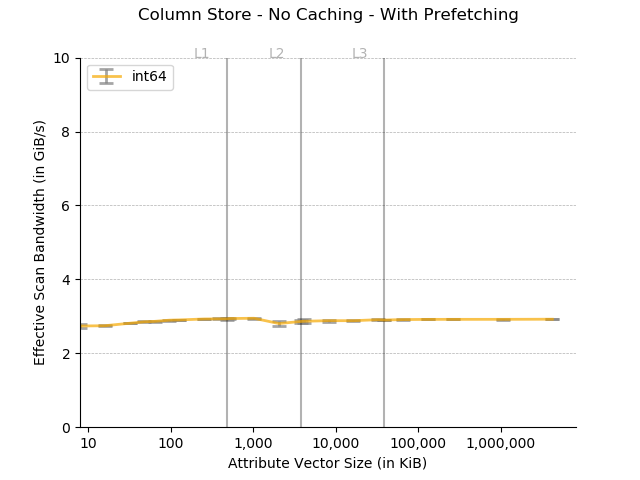 Column Store - No Caching - With Prefetching
L1 L2 L3
int64
10
8
6
4
2
0
Effective Scan Bandwidth (in GiB/s)
10 100 1,000 10,000 100,000 1,000,000
Attribute Vector Size (in KiB)